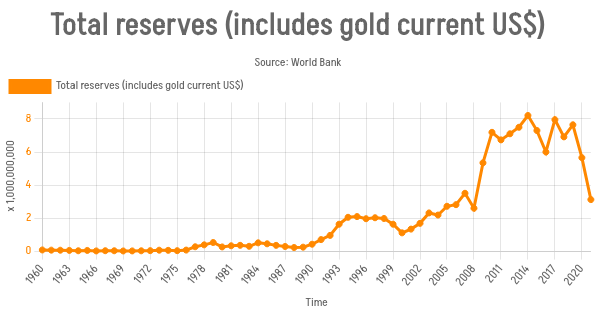 Total reserves (includes gold current US$)
Source: World Bank
Total reserves (includes gold current US$)
x 1,000,000,000
8
6
4
2
0
1960 1963 1966 1969 1972 1975 1978 1981 1984 1987 1990 1993 1996 1999 2002 2005 2008 2011 2014 2017 2020
Time